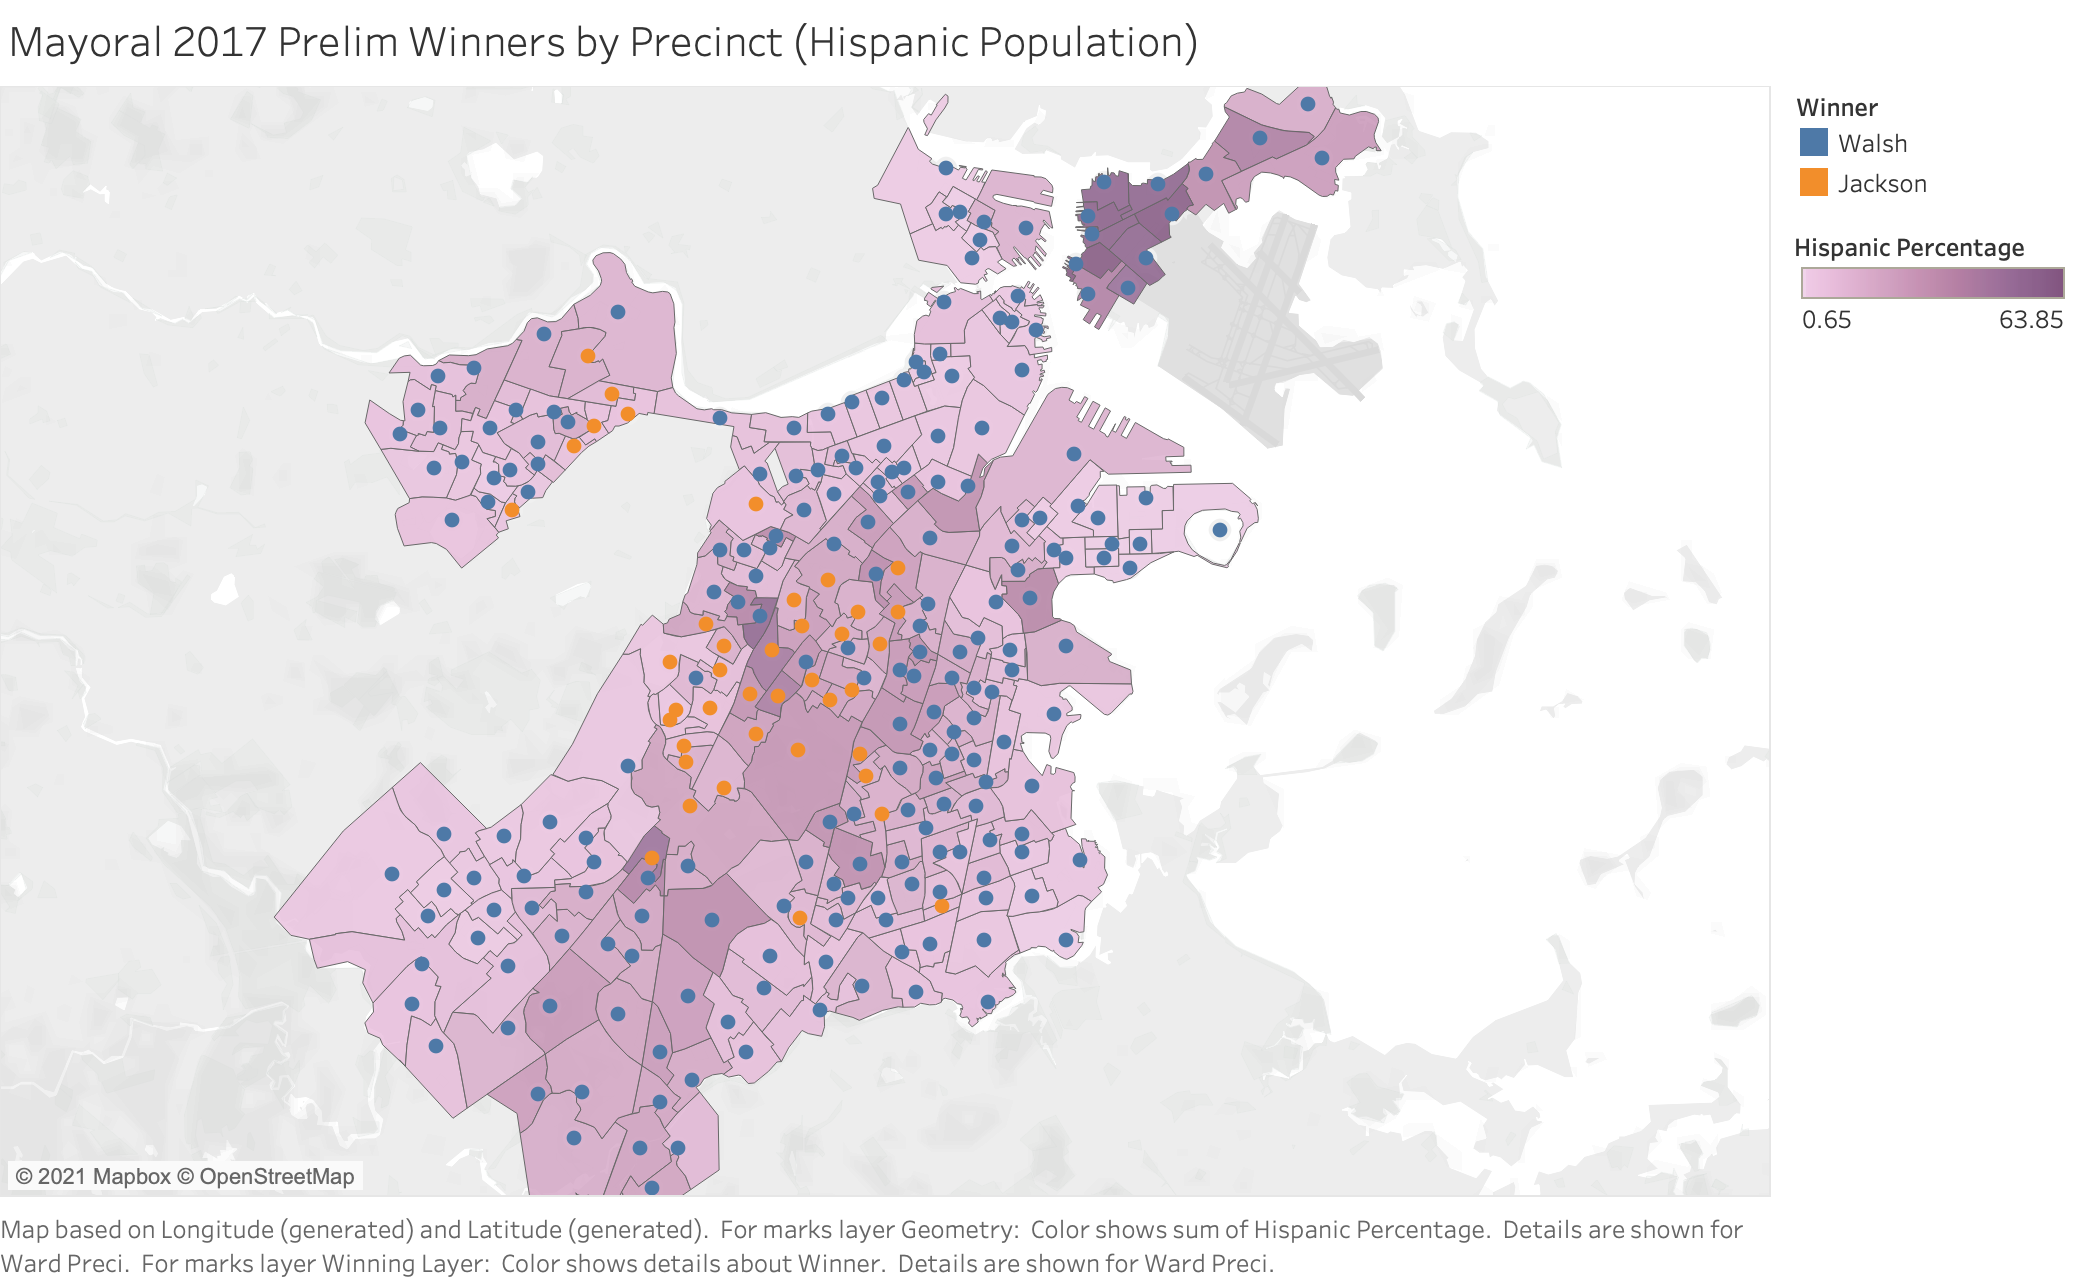 Mayoral 2017 Prelim Winners by Precinct (Hispanic Population)
Winner
Walsh
Jackson
Hispanic Percentage
0.65 63.85
© 2021 Mapbox © OpenStreetMap
Map based on Longitude (generated) and Latitude (generated).  For marks layer Geometry:  Color shows sum of Hispanic Percentage.  Details are shown for
Ward Preci.  For marks layer Winning Layer:  Color shows details about Winner.  Details are shown for Ward Preci.